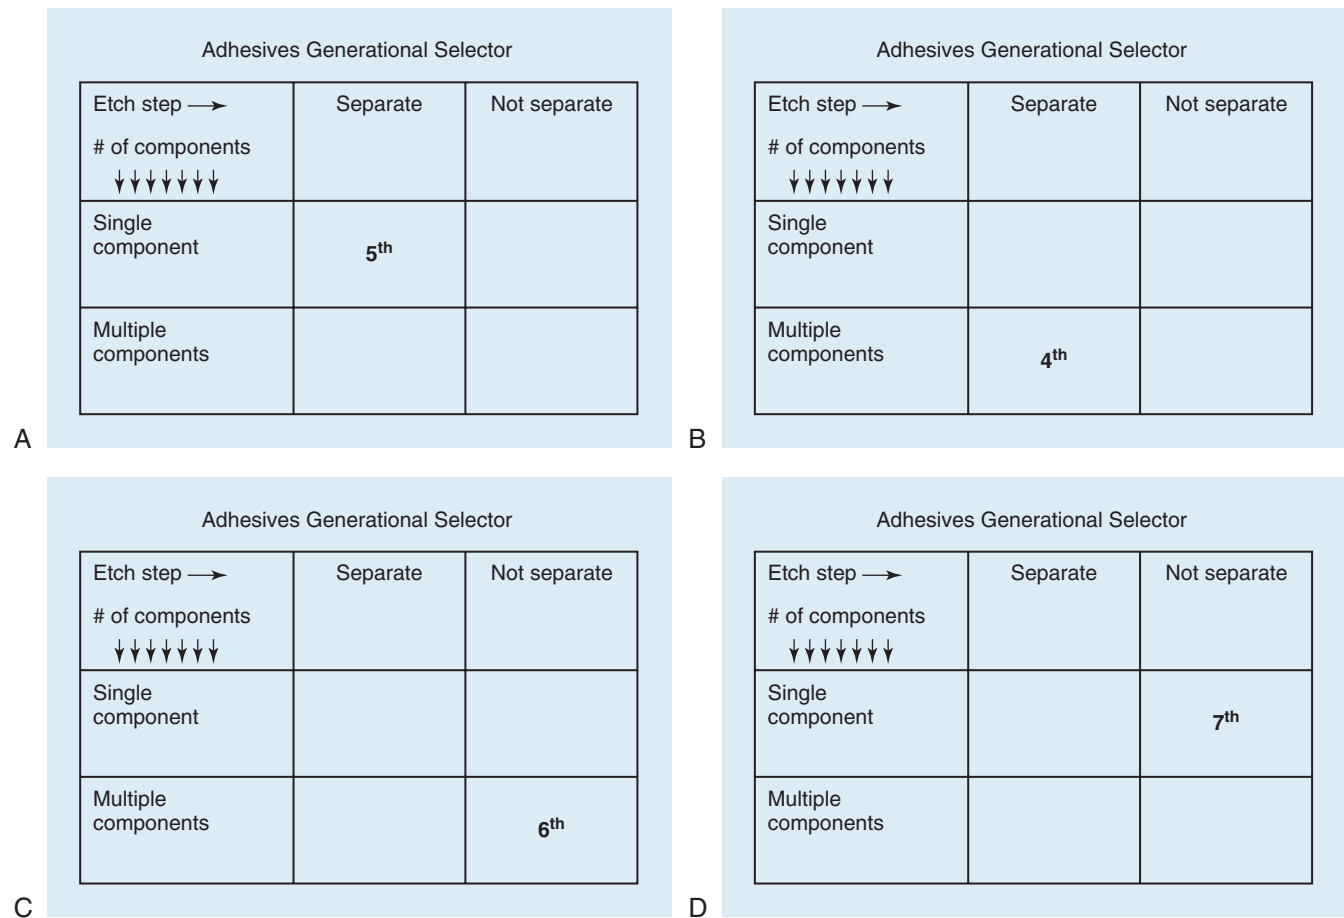 Adhesives Generational Selector
Etch step → Separate Not separate
# of components
Single
component
5th
Multiple
components
A
Adhesives Generational Selector
Etch step → Separate Not separate
# of components
Single
component
Multiple
components
4th
B
Adhesives Generational Selector
Etch step → Separate Not separate
# of components
Single
component
Multiple
components
6th
C
Adhesives Generational Selector
Etch step → Separate Not separate
# of components
Single
component
7th
Multiple
components
D